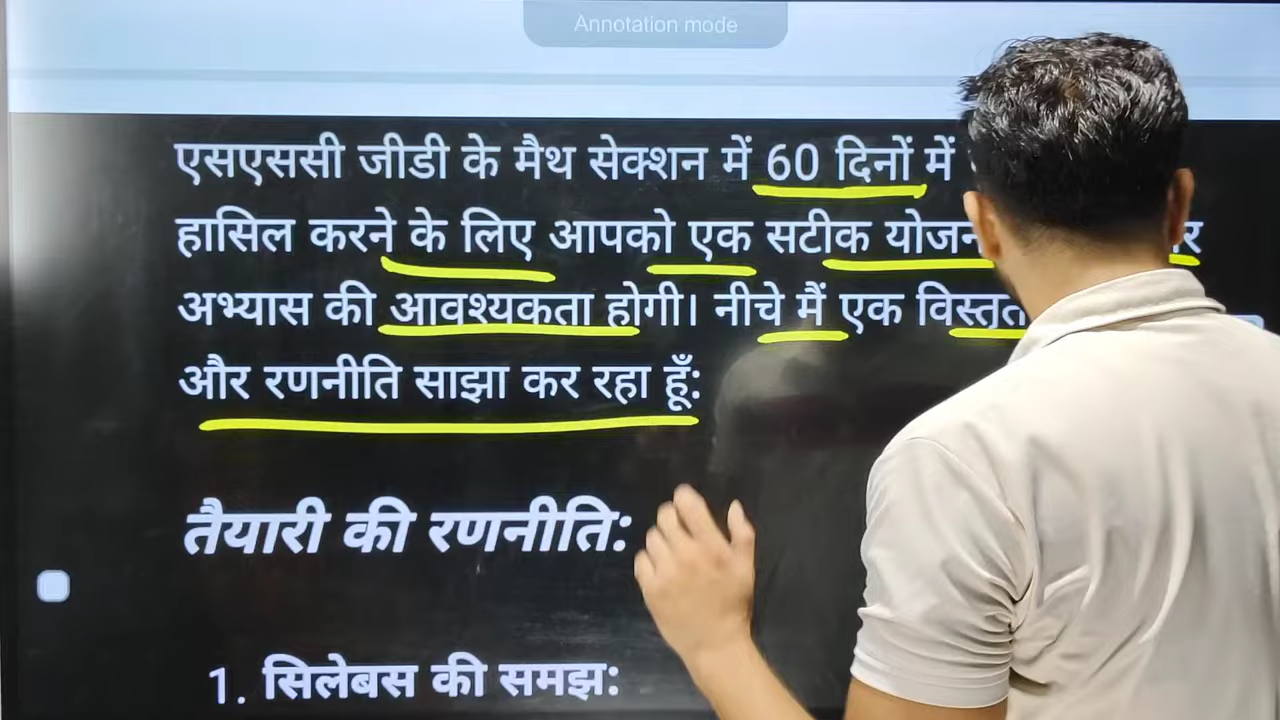 Annotation mode
एसएससी जीडी के मैथ सेक्शन में 60 दिनों में
हासिल करने के लिए आपको एक सटीक
अभ्यास की आवश्यकता होगी। नीचे मैं एक
और रणनीति साझा कर रहा हूँ:
तैयारी की रणनीति:
1. सिलेबस की समझ: